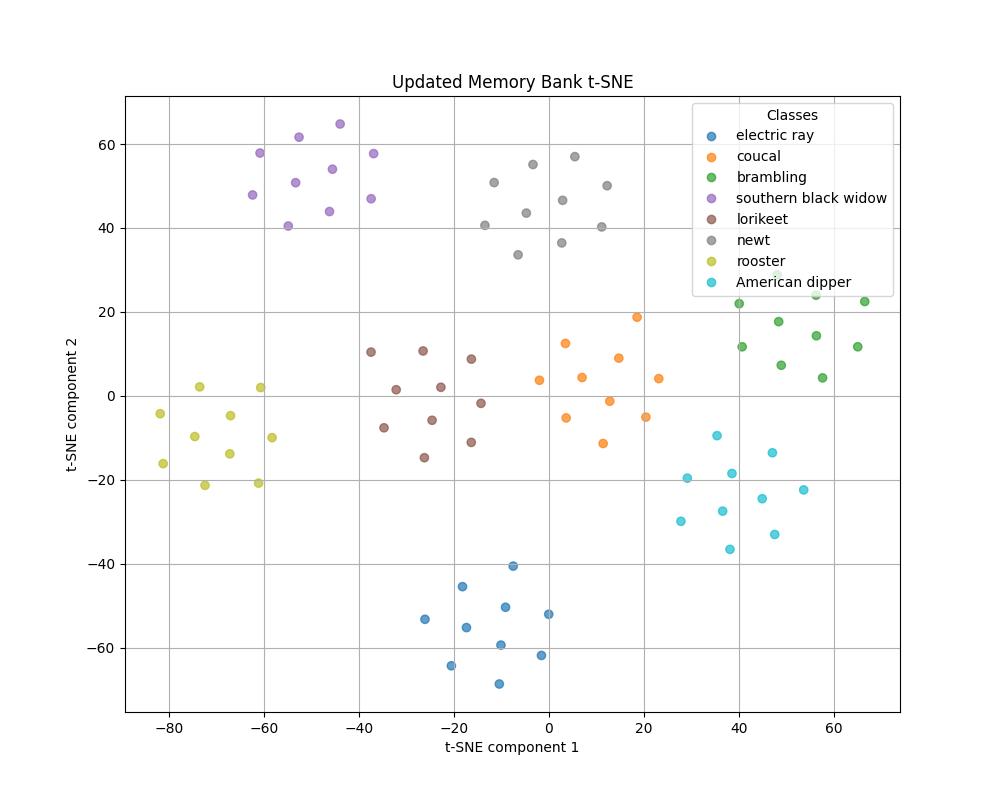 Updated Memory Bank t-SNE
Classes
electric ray
coucal
brambling
southern black widow
lorikeet
newt
rooster
American dipper
60
40
20
0
−20
−40
−60
t-SNE component 2
−80
−60
−40
−20
0
20
40
60
t-SNE component 1